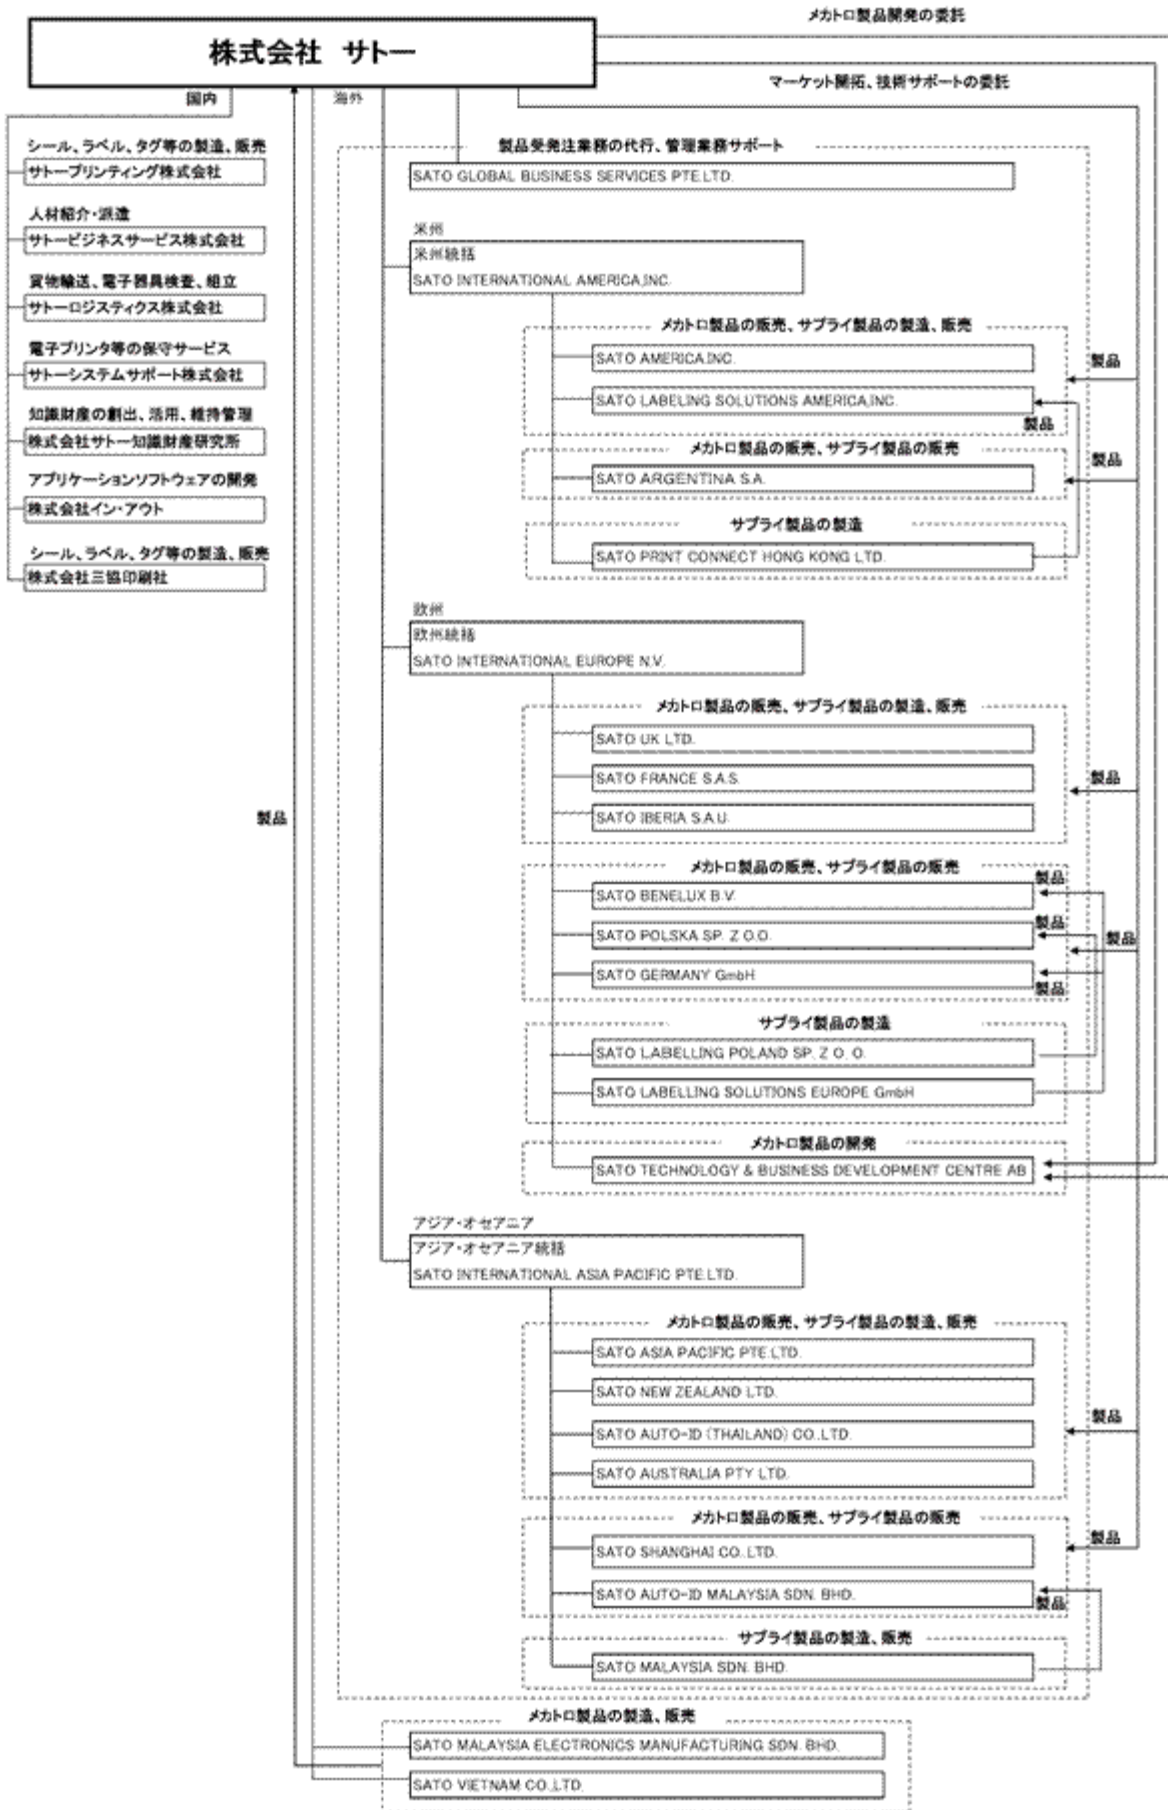 メカトロ製品開発の委託
株式会社 サトー
マーケット開拓、技術サポートの委託
国内
海外
シール、ラベル、タグ等の製造、販売
サトープリンティング株式会社
人材紹介・派遣
サトービジネスサービス株式会社
貨物輸送、電子器具検査、組立
サトーロジスティクス株式会社
電子プリンタ等の保守サービス
サトーシステムサポート株式会社
知識財産の創出、活用、維持管理
株式会社サトー知識財産研究所
アプリケーションソフトウェアの開発
株式会社イン・アウト
シール、ラベル、タグ等の製造、販売
株式会社三協印刷社
製品
製品受発注業務の代行、管理業務サポート
SATO GLOBAL BUSINESS SERVICES PTE.LTD.
米州
米州統括
SATO INTERNATIONAL AMERICA,INC.
メカトロ製品の販売、サプライ製品の製造、販売
SATO AMERICA,INC.
製品
SATO LABELING SOLUTIONS AMERICA,INC.
製品
メカトロ製品の販売、サプライ製品の販売
製品
SATO ARGENTINA S.A.
サプライ製品の製造
SATO PRINT CONNECT HONG KONG LTD.
欧州
欧州統括
SATO INTERNATIONAL EUROPE N.V.
メカトロ製品の販売、サプライ製品の製造、販売
SATO UK LTD.
SATO FRANCE S.A.S.
製品
SATO IBERIA S.A.U.
メカトロ製品の販売、サプライ製品の販売
製品
SATO BENELUX B.V.
製品
SATO POLSKA SP. Z O.O.
製品
SATO GERMANY GmbH
製品
サプライ製品の製造
SATO LABELLING POLAND SP. Z O. O.
SATO LABELLING SOLUTIONS EUROPE GmbH
メカトロ製品の開発
SATO TECHNOLOGY & BUSINESS DEVELOPMENT CENTRE AB
アジア・オセアニア
アジア・オセアニア統括
SATO INTERNATIONAL ASIA PACIFIC PTE.LTD.
メカトロ製品の販売、サプライ製品の製造、販売
SATO ASIA PACIFIC PTE.LTD.
SATO NEW ZEALAND LTD.
製品
SATO AUTO-ID (THAILAND) CO.,LTD.
SATO AUSTRALIA PTY LTD.
メカトロ製品の販売、サプライ製品の販売
製品
SATO SHANGHAI CO.,LTD.
SATO AUTO-ID MALAYSIA SDN. BHD.
製品
サプライ製品の製造、販売
SATO MALAYSIA SDN. BHD.
メカトロ製品の製造、販売
SATO MALAYSIA ELECTRONICS MANUFACTURING SDN. BHD.
SATO VIETNAM CO.,LTD.